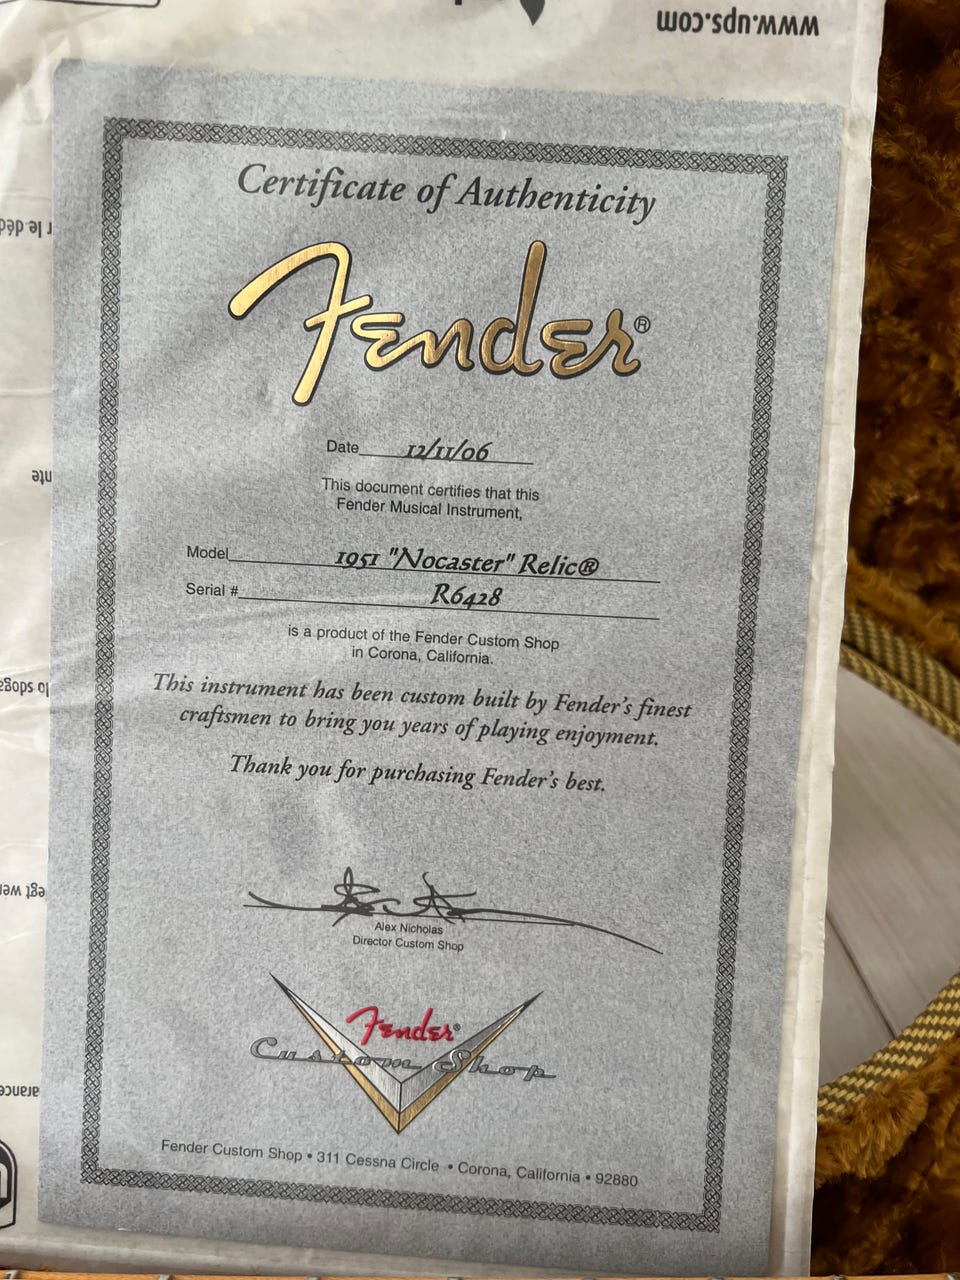 www.ups.com
Certificate of Authenticity
Fender®
Date 12/11/06
This document certifies that this
Fender Musical Instrument,
Model 1951 "Nocaster" Relic®
Serial # R6428
is a product of the Fender Custom Shop
in Corona, California.
This instrument has been custom built by Fender's finest
craftsmen to bring you years of playing enjoyment.
Thank you for purchasing Fender's best.
Alex Nicholas
Director Custom Shop
Fender®
Custom Shop
Fender Custom Shop • 311 Cessna Circle • Corona, California • 92880